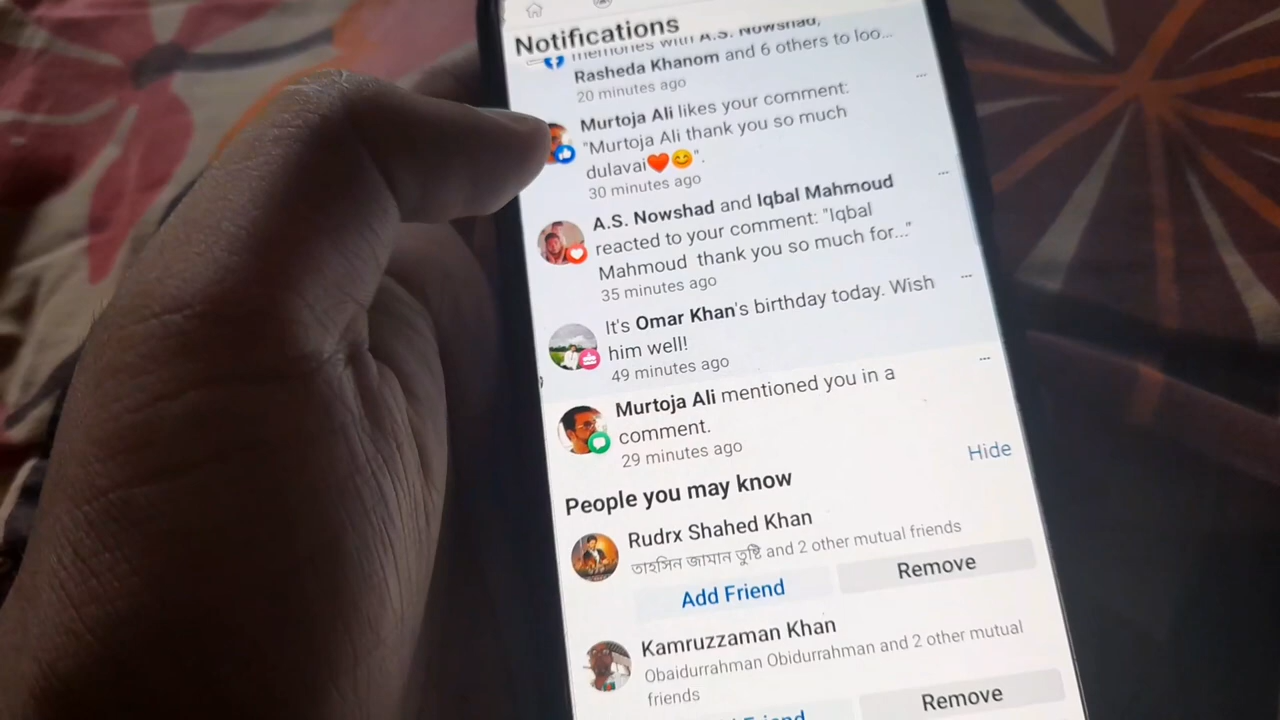 Notifications
memories with A.S. Nowshad,
Rasheda Khanom and 6 others to loo...
20 minutes ago
Murtoja Ali likes your comment:
"Murtoja Ali thank you so much
dulavai❤️😊".
30 minutes ago
A.S. Nowshad and Iqbal Mahmoud
reacted to your comment: "Iqbal
Mahmoud thank you so much for..."
35 minutes ago
It's Omar Khan's birthday today. Wish
him well!
49 minutes ago
Murtoja Ali mentioned you in a
comment.
29 minutes ago
People you may know
Hide
Rudrx Shahed Khan
তাহসিন জামান তুষ্টি and 2 other mutual friends
Add Friend
Remove
Kamruzzaman Khan
Obaidurrahman Obidurrahman and 2 other mutual
friends
Friend
Remove